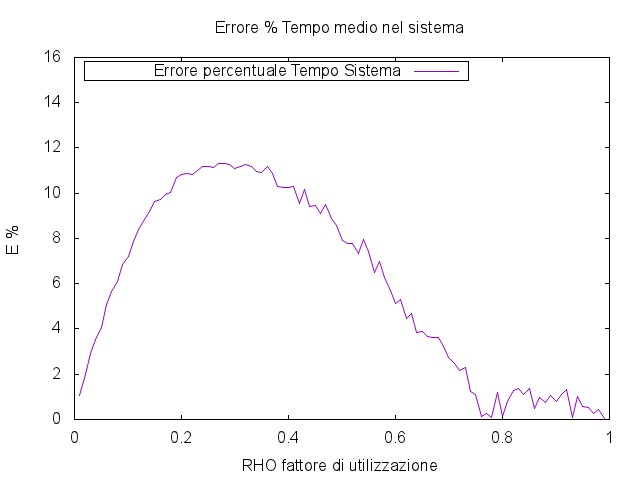 Errore % Tempo medio nel sistema
Errore percentuale Tempo Sistema
16
14
12
10
8
6
4
2
0
E %
0 0.2 0.4 0.6 0.8 1
RHO fattore di utilizzazione